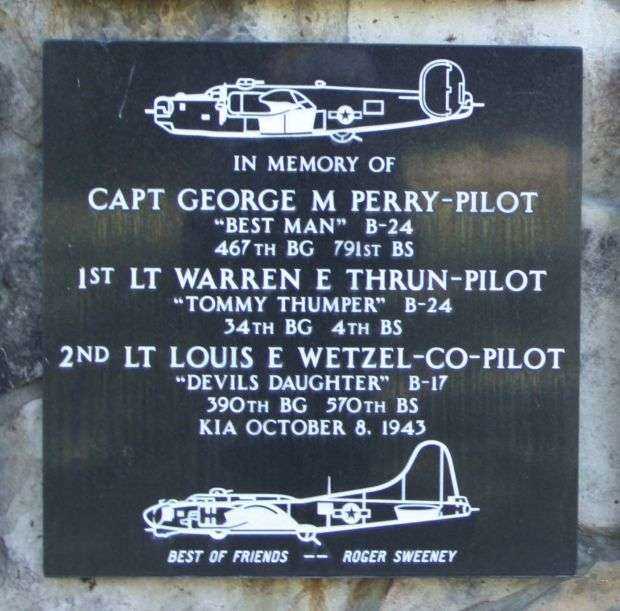 IN MEMORY OF
CAPT GEORGE M PERRY-PILOT
"BEST MAN" B-24
467TH BG 791ST BS
1ST LT WARREN E THRUN-PILOT
"TOMMY THUMPER" B-24
34TH BG 4TH BS
2ND LT LOUIS E WETZEL-CO-PILOT
"DEVILS DAUGHTER" B-17
390TH BG 570TH BS
KIA OCTOBER 8, 1943
BEST OF FRIENDS -- ROGER SWEENEY